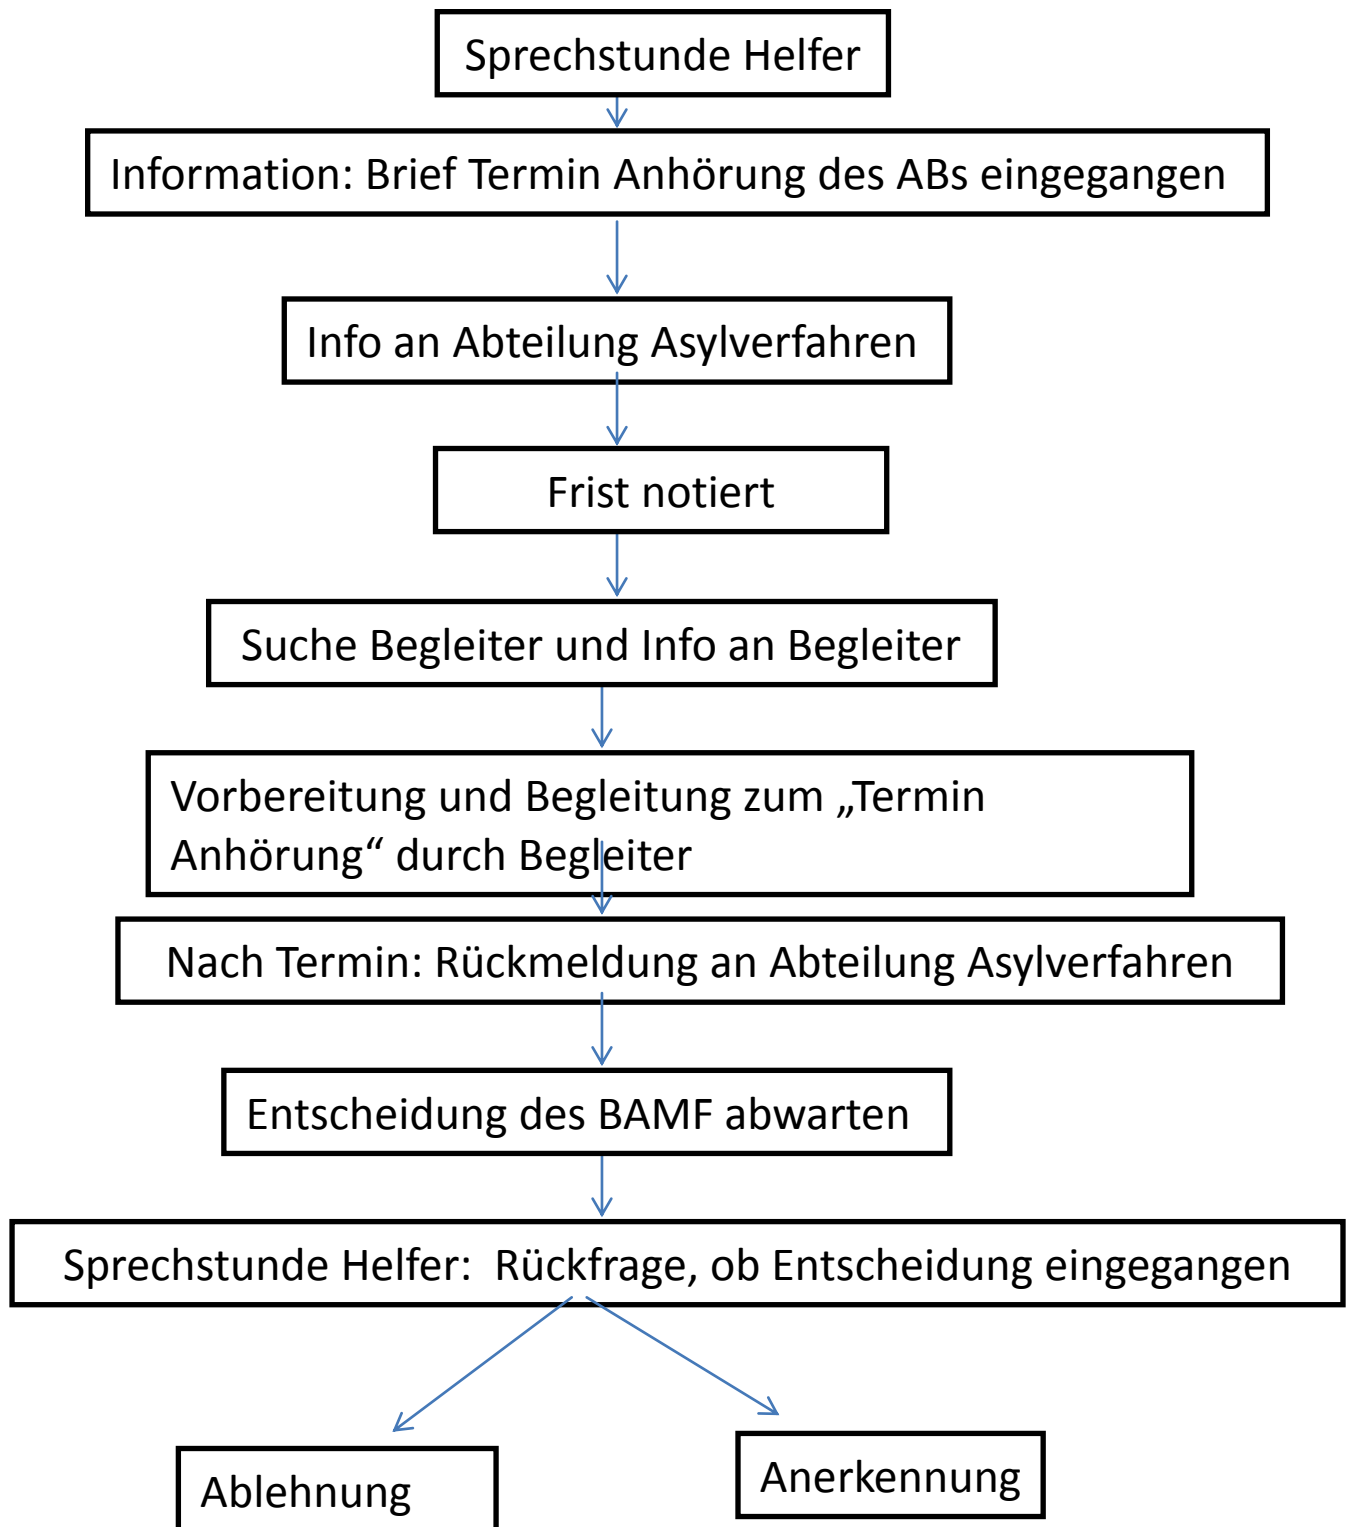 Sprechstunde Helfer
Information: Brief Termin Anhörung des ABs eingegangen
Info an Abteilung Asylverfahren
Frist notiert
Suche Begleiter und Info an Begleiter
Vorbereitung und Begleitung zum „Termin
Anhörung“ durch Begleiter
Nach Termin: Rückmeldung an Abteilung Asylverfahren
Entscheidung des BAMF abwarten
Sprechstunde Helfer:  Rückfrage, ob Entscheidung eingegangen
Ablehnung
Anerkennung